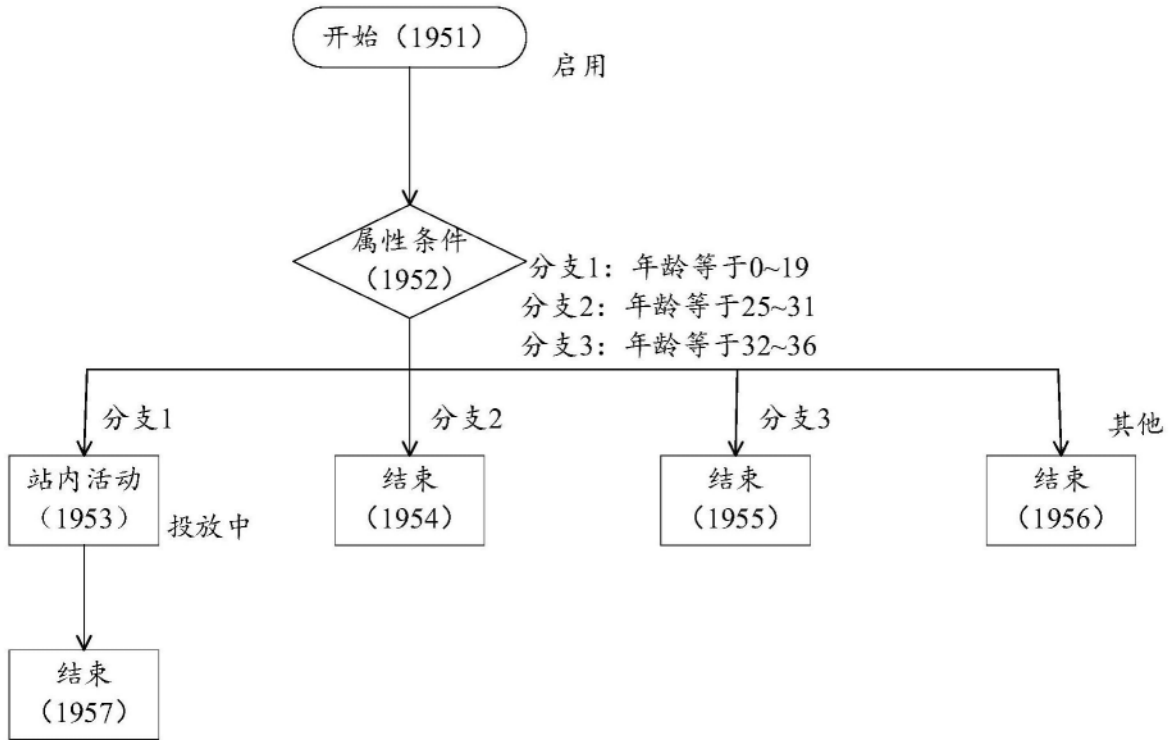 开始（1951）
启用
属性条件
（1952）
分支1：年龄等于0~19
分支2：年龄等于25~31
分支3：年龄等于32~36
分支1
分支2
分支3
其他
站内活动
（1953）
投放中
结束
（1954）
结束
（1955）
结束
（1956）
结束
（1957）